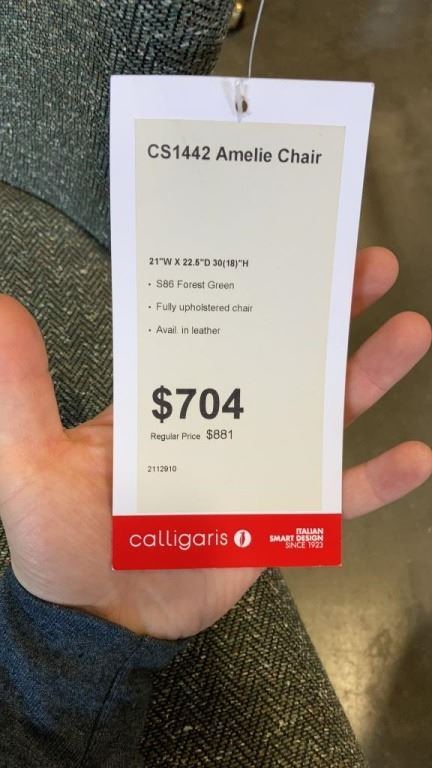 CS1442 Amelie Chair
21"W X 22.5"D 30(18)"H
• S86 Forest Green
• Fully upholstered chair
• Avail. in leather
$704
Regular Price $881
2112910
calligaris
ITALIAN
SMART DESIGN
SINCE 1923